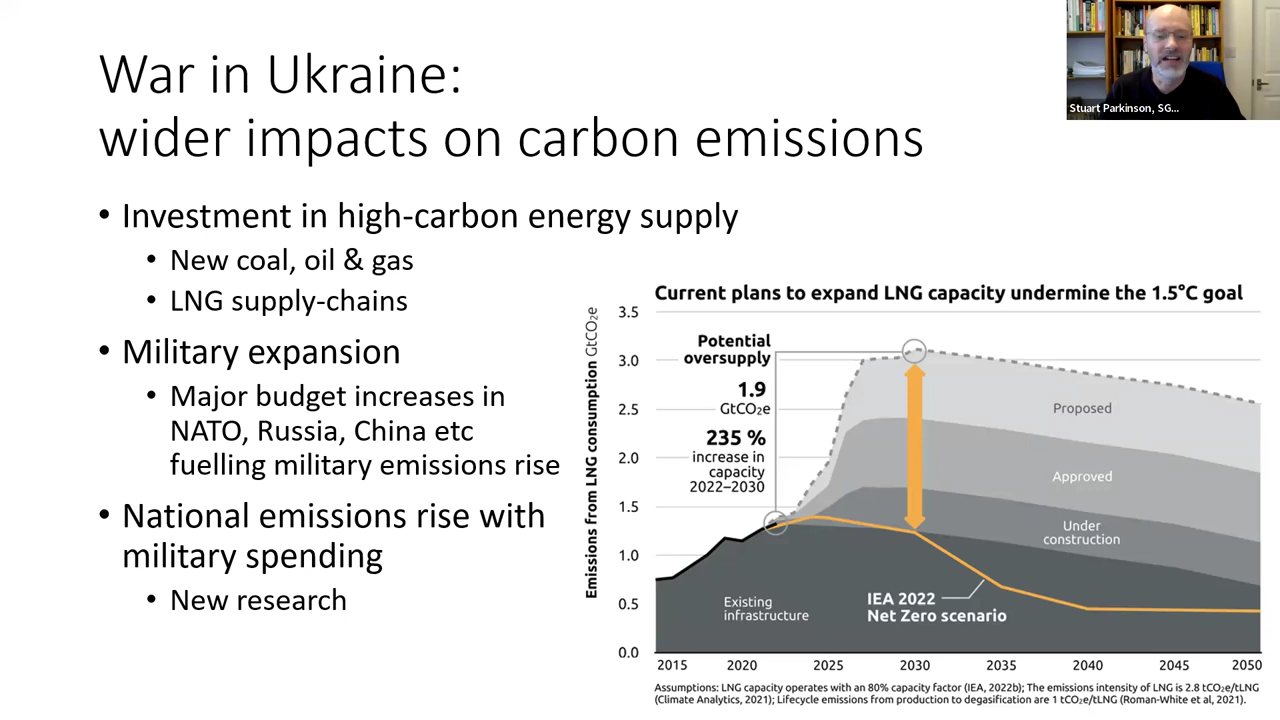 War in Ukraine:
wider impacts on carbon emissions
Stuart Parkinson, SG...
• Investment in high-carbon energy supply
• New coal, oil & gas
• LNG supply-chains
• Military expansion
• Major budget increases in
NATO, Russia, China etc
fuelling military emissions rise
• National emissions rise with
military spending
• New research
Current plans to expand LNG capacity undermine the 1.5°C goal
Emissions from LNG consumption GtCO₂e
3.5
3.0
2.5
2.0
1.5
1.0
0.5
0.0
Potential
oversupply
1.9
GtCO₂e
235 %
increase in
capacity
2022–2030
Proposed
Approved
Under
construction
Existing
infrastructure
IEA 2022
Net Zero scenario
2015 2020 2025 2030 2035 2040 2045 2050
Assumptions: LNG capacity operates with an 80% capacity factor (IEA, 2022b); The emissions intensity of LNG is 2.8 tCO₂e/tLNG
(Climate Analytics, 2021); Lifecycle emissions from production to degasification are 1 tCO₂e/tLNG (Roman-White et al, 2021).